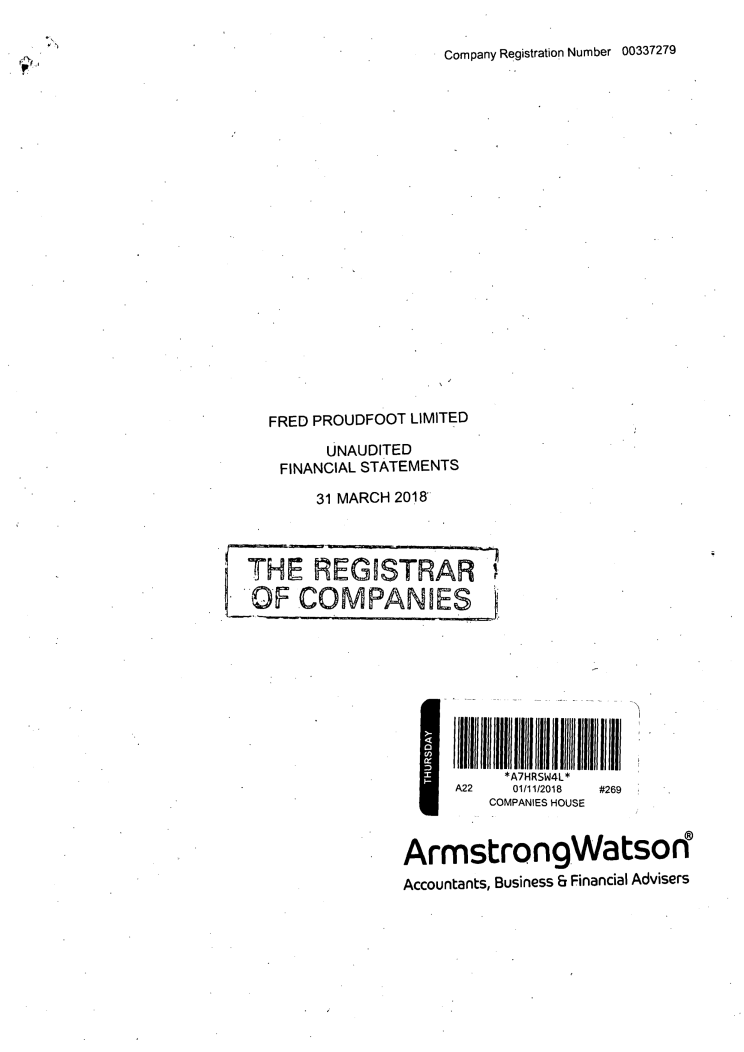 Company Registration Number 00337279
FRED PROUDFOOT LIMITED
UNAUDITED
FINANCIAL STATEMENTS
31 MARCH 2018
THE REGISTRAR
OF COMPANIES
THURSDAY
*A7HRSW4L*
A22 01/11/2018 #269
COMPANIES HOUSE
ArmstrongWatson®
Accountants, Business & Financial Advisers